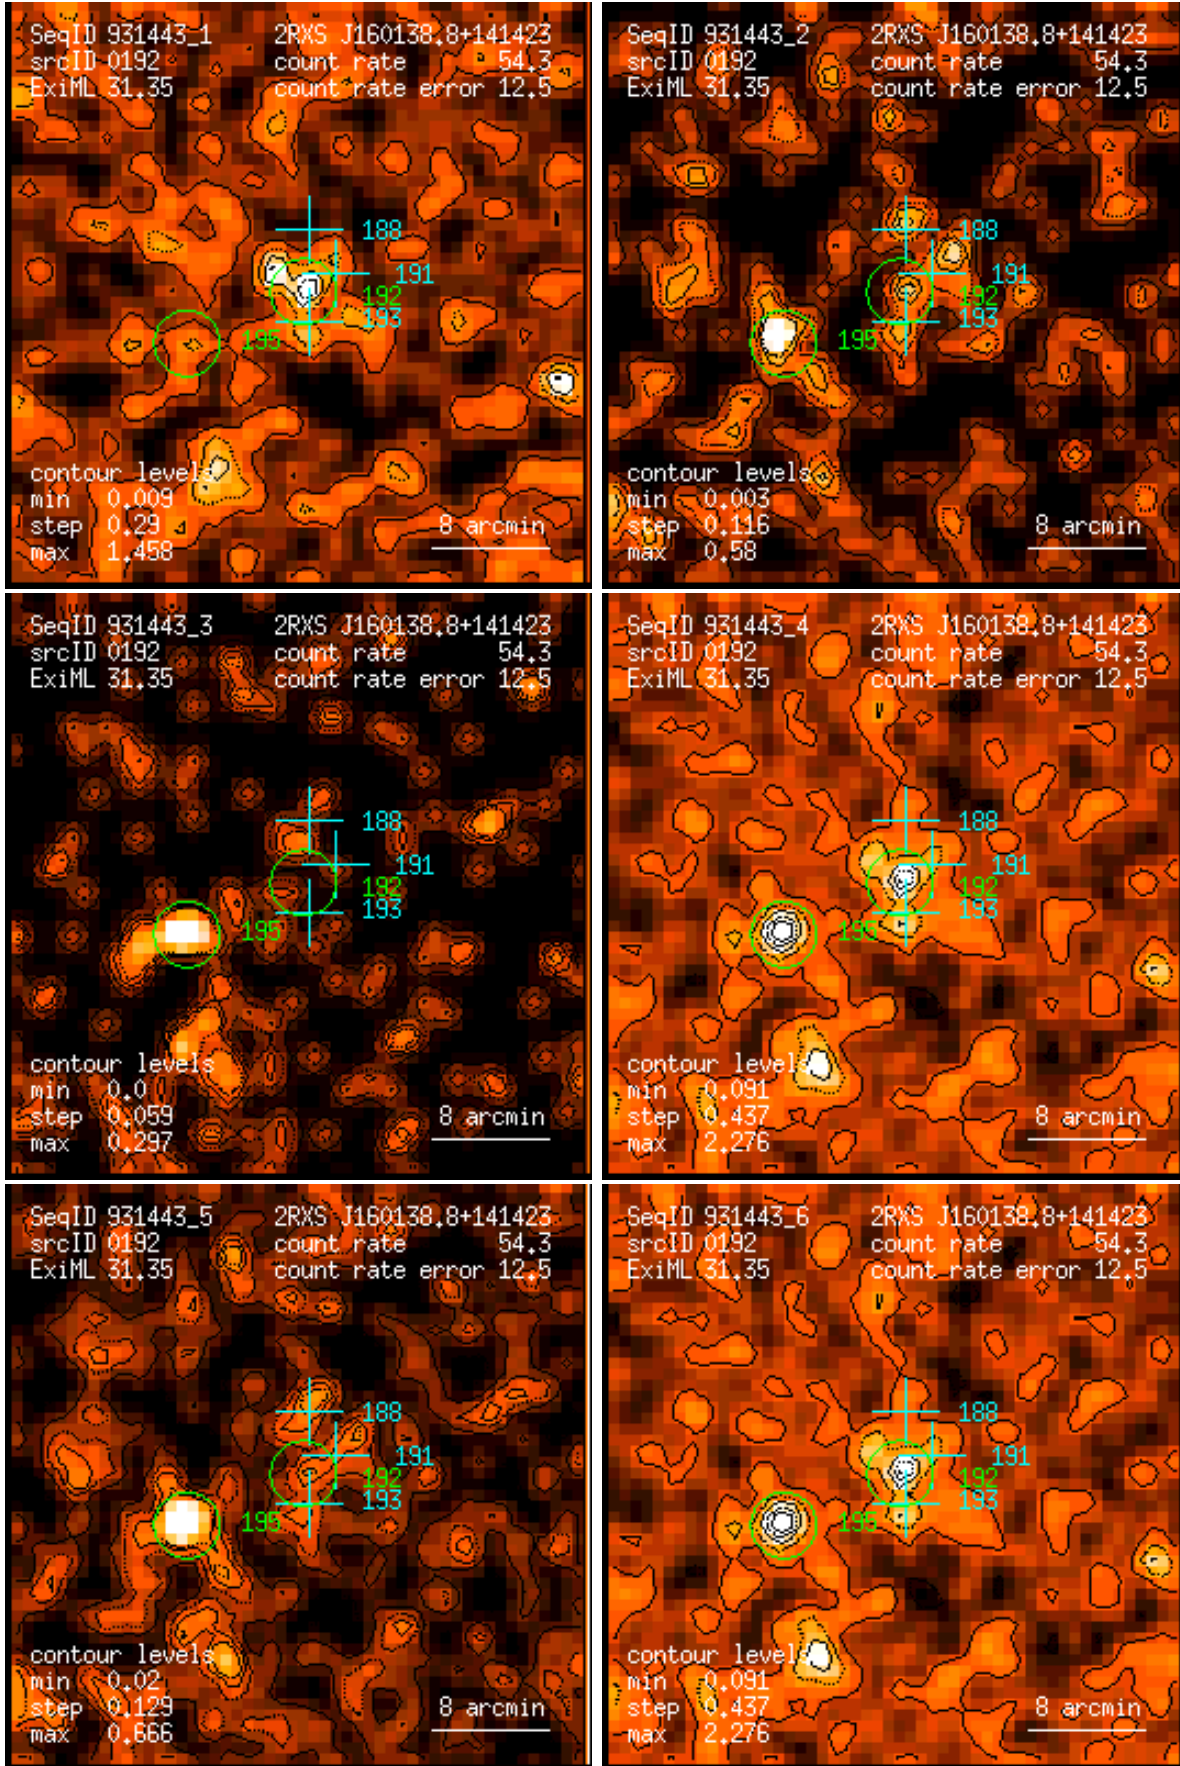 SeqID 931443_1 2RXS J160138.8+141423
srcID 0192 count rate 54.3
ExiML 31.35 count rate error 12.5
188
191
192
193
195
contour levels
min 0.009
step 0.29 8 arcmin
max 1.458
SeqID 931443_2 2RXS J160138.8+141423
srcID 0192 count rate 54.3
ExiML 31.35 count rate error 12.5
188
191
192
193
195
contour levels
min 0.003
step 0.116 8 arcmin
max 0.58
SeqID 931443_3 2RXS J160138.8+141423
srcID 0192 count rate 54.3
ExiML 31.35 count rate error 12.5
188
191
192
193
195
contour levels
min 0.0
step 0.059 8 arcmin
max 0.297
SeqID 931443_4 2RXS J160138.8+141423
srcID 0192 count rate 54.3
ExiML 31.35 count rate error 12.5
188
191
192
193
195
contour levels
min 0.091
step 0.437 8 arcmin
max 2.276
SeqID 931443_5 2RXS J160138.8+141423
srcID 0192 count rate 54.3
ExiML 31.35 count rate error 12.5
188
191
192
193
195
contour levels
min 0.02
step 0.129 8 arcmin
max 0.666
SeqID 931443_6 2RXS J160138.8+141423
srcID 0192 count rate 54.3
ExiML 31.35 count rate error 12.5
188
191
192
193
195
contour levels
min 0.091
step 0.437 8 arcmin
max 2.276